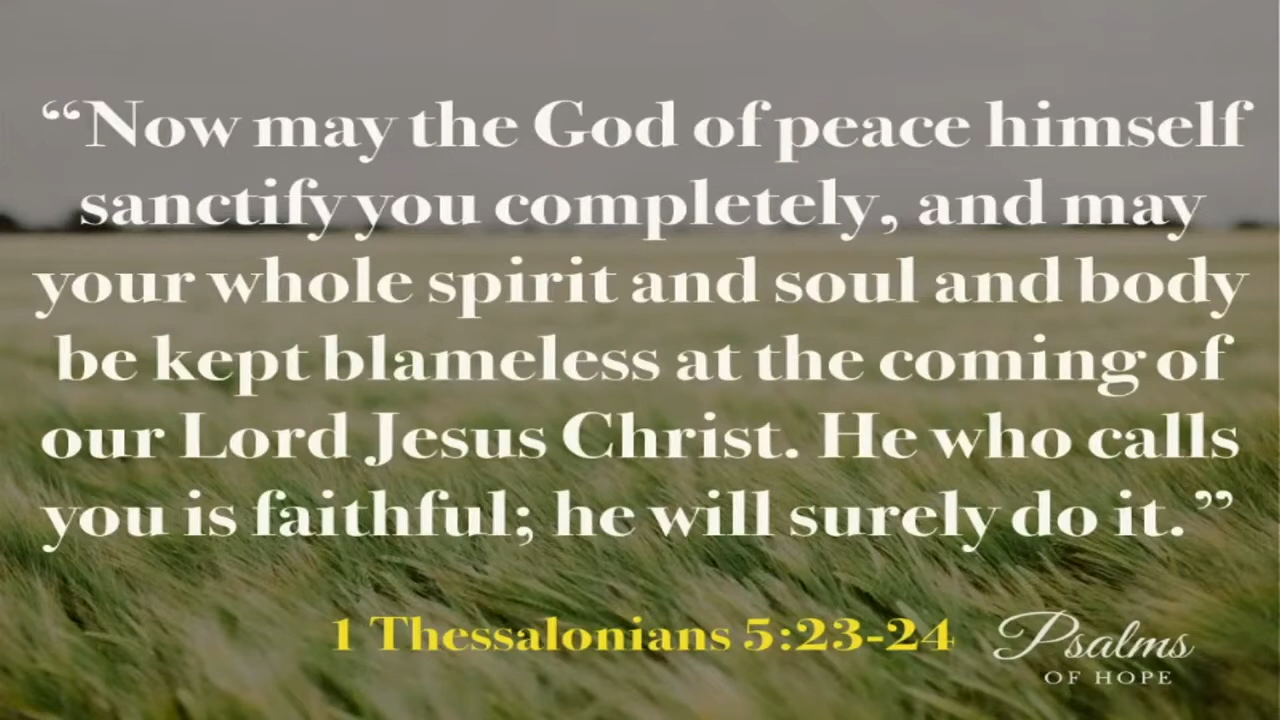 “Now may the God of peace himself
sanctify you completely, and may
your whole spirit and soul and body
be kept blameless at the coming of
our Lord Jesus Christ. He who calls
you is faithful; he will surely do it.”
1 Thessalonians 5:23-24
Psalms
OF HOPE